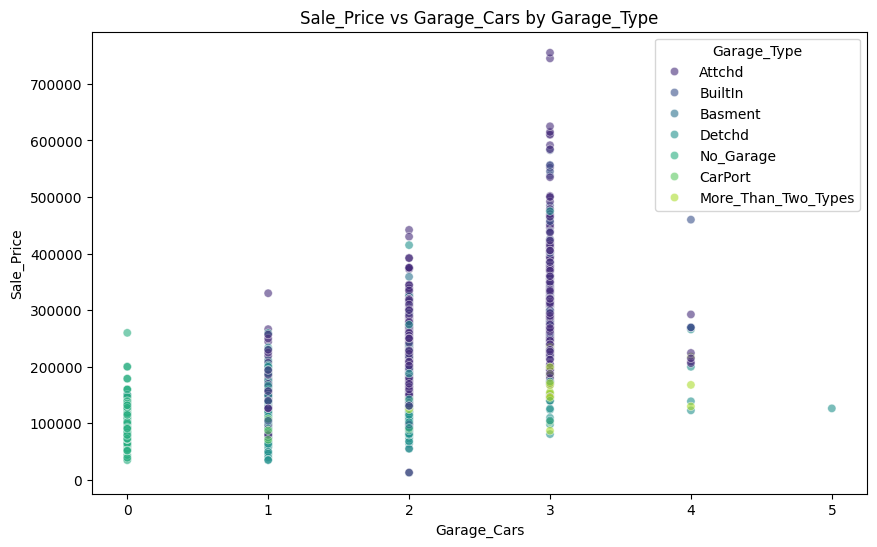 Sale_Price vs Garage_Cars by Garage_Type
Garage_Type
Attchd
BuiltIn
Basment
Detchd
No_Garage
CarPort
More_Than_Two_Types
Sale_Price
700000
600000
500000
400000
300000
200000
100000
0
0 1 2 3 4 5
Garage_Cars